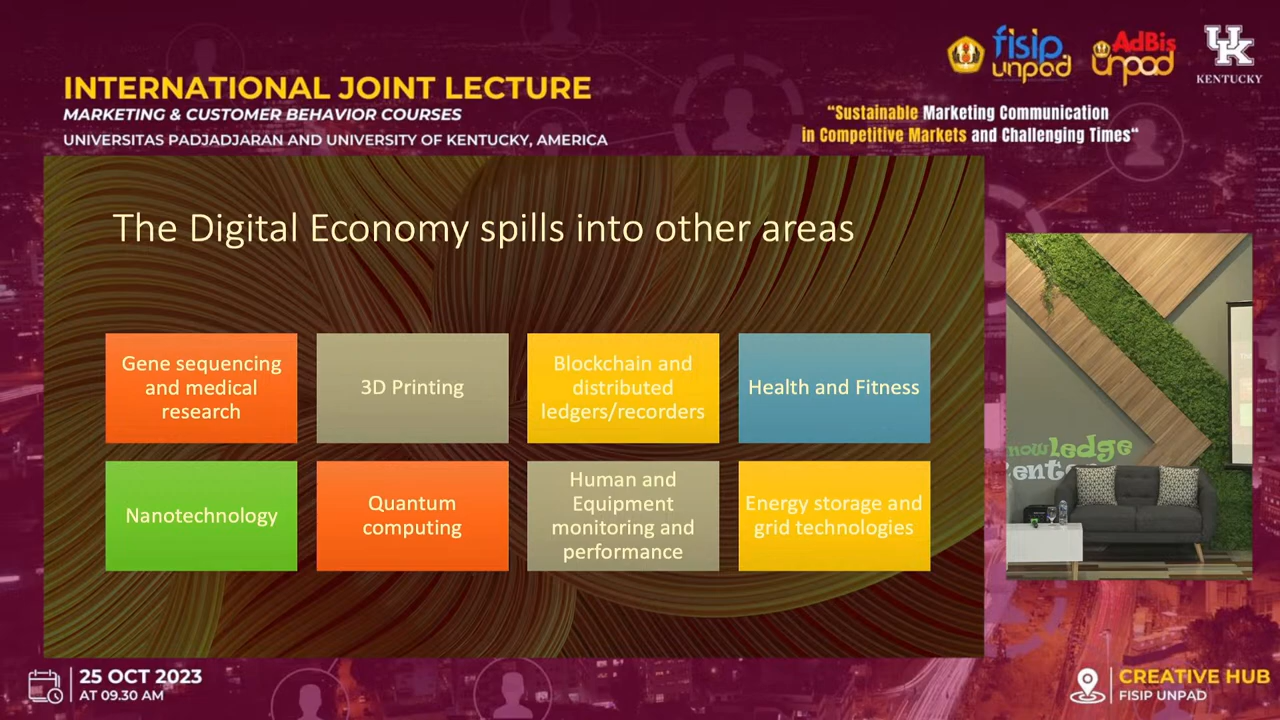 INTERNATIONAL JOINT LECTURE
MARKETING & CUSTOMER BEHAVIOR COURSES
UNIVERSITAS PADJADJARAN AND UNIVERSITY OF KENTUCKY, AMERICA
fisip
unpad
AdBis
unpad
UK
KENTUCKY
“Sustainable Marketing Communication
in Competitive Markets and Challenging Times“
The Digital Economy spills into other areas
Gene sequencing
and medical
research
3D Printing
Blockchain and
distributed
ledgers/recorders
Health and Fitness
Nanotechnology
Quantum
computing
Human and
Equipment
monitoring and
performance
Energy storage and
grid technologies
nowledge
ente
25 OCT 2023
AT 09.30 AM
CREATIVE HUB
FISIP UNPAD